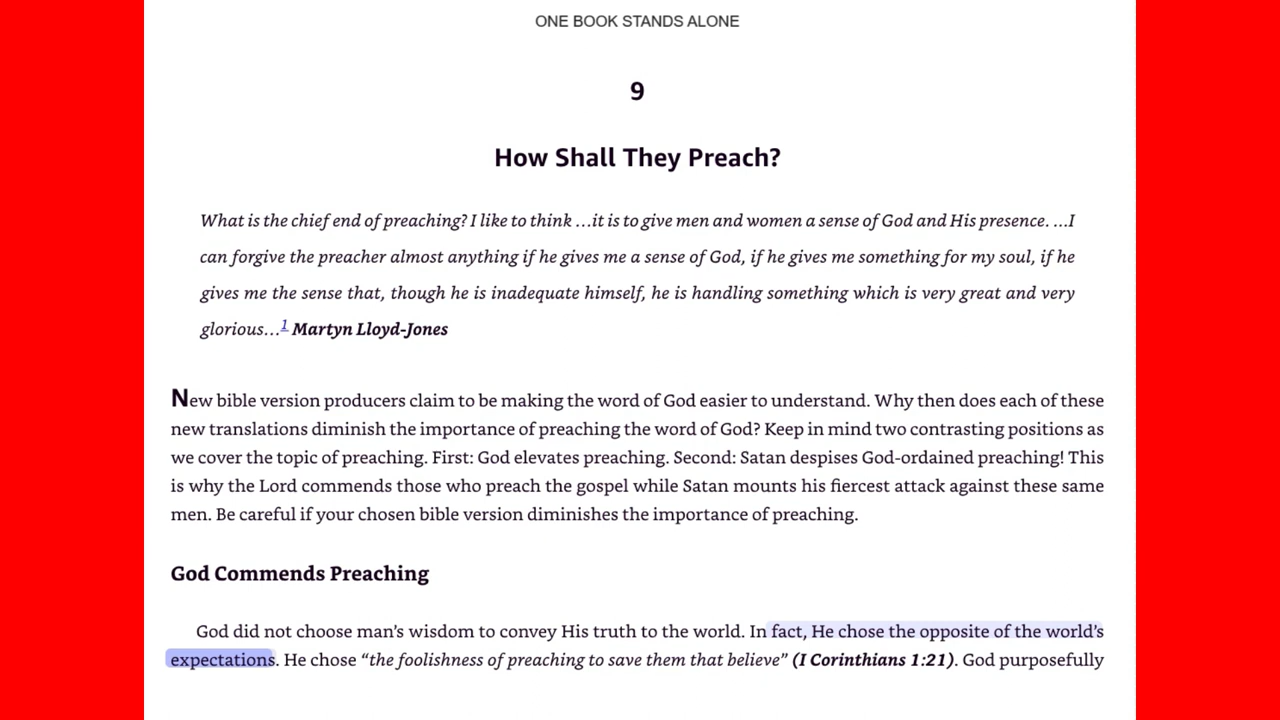 ONE BOOK STANDS ALONE
9
How Shall They Preach?
What is the chief end of preaching? I like to think …it is to give men and women a sense of God and His presence. …I
can forgive the preacher almost anything if he gives me a sense of God, if he gives me something for my soul, if he
gives me the sense that, though he is inadequate himself, he is handling something which is very great and very
glorious…1 Martyn Lloyd-Jones
New bible version producers claim to be making the word of God easier to understand. Why then does each of these
new translations diminish the importance of preaching the word of God? Keep in mind two contrasting positions as
we cover the topic of preaching. First: God elevates preaching. Second: Satan despises God-ordained preaching! This
is why the Lord commends those who preach the gospel while Satan mounts his fiercest attack against these same
men. Be careful if your chosen bible version diminishes the importance of preaching.
God Commends Preaching
God did not choose man’s wisdom to convey His truth to the world. In fact, He chose the opposite of the world’s
expectations. He chose “the foolishness of preaching to save them that believe” (I Corinthians 1:21). God purposefully